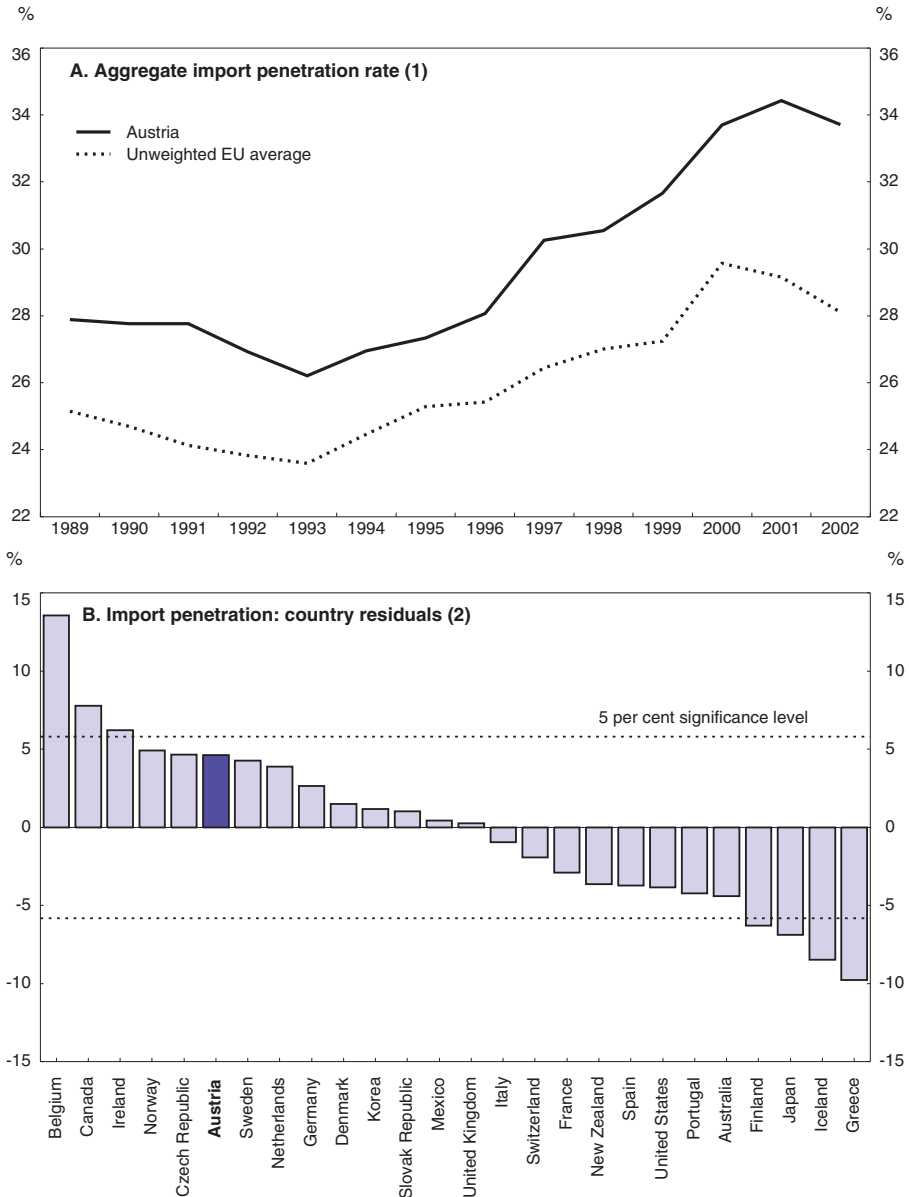 % %
A. Aggregate import penetration rate (1)
Austria
Unweighted EU average
36 36
34 34
32 32
30 30
28 28
26 26
24 24
22 22
1989 1990 1991 1992 1993 1994 1995 1996 1997 1998 1999 2000 2001 2002
% %
B. Import penetration: country residuals (2)
5 per cent significance level
15 15
10 10
5 5
0 0
-5 -5
-10 -10
-15 -15
Belgium
Canada
Ireland
Norway
Czech Republic
Austria
Sweden
Netherlands
Germany
Denmark
Korea
Slovak Republic
Mexico
United Kingdom
Italy
Switzerland
France
New Zealand
Spain
United States
Portugal
Australia
Finland
Japan
Iceland
Greece